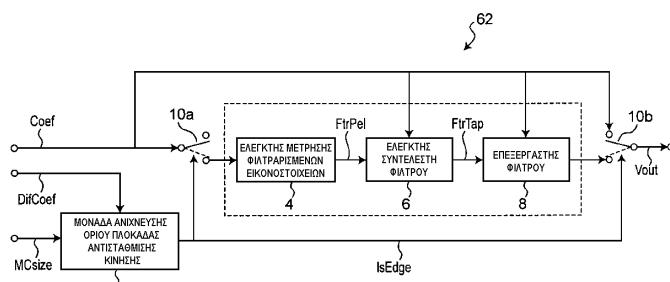 62
10a
10b
Coef
FtrPel
FtrTap
ΕΛΕΓΚΤΗΣ ΜΕΤΡΗΣΗΣ
ΦΙΛΤΡΑΡΙΣΜΕΝΩΝ
ΕΙΚΟΝΟΣΤΟΙΧΕΙΩΝ
4
ΕΛΕΓΚΤΗΣ
ΣΥΝΤΕΛΕΣΤΗ
ΦΙΛΤΡΟΥ
6
ΕΠΕΞΕΡΓΑΣΤΗΣ
ΦΙΛΤΡΟΥ
8
Vout
DifCoef
ΜΟΝΑΔΑ ΑΝΙΧΝΕΥΣΗΣ
ΟΡΙΟΥ ΠΛΟΚΑΔΑΣ
ΑΝΤΙΣΤΑΘΜΙΣΗΣ
ΚΙΝΗΣΗΣ
MCsize
IsEdge